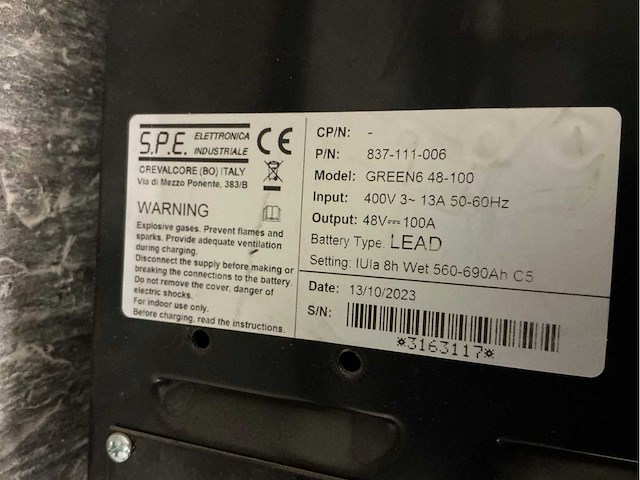 S.P.E. ELETTRONICA
INDUSTRIALE
CE
CREVALCORE (BO) ITALY
Via di Mezzo Ponente, 383/B
WARNING
Explosive gases. Prevent flames and
sparks. Provide adequate ventilation
during charging.
Disconnect the supply before making or
breaking the connections to the battery.
Do not remove the cover, danger of
electric shocks.
For indoor use only.
Before charging, read the instructions.
CP/N: -
P/N: 837-111-006
Model: GREEN6 48-100
Input: 400V 3~ 13A 50-60Hz
Output: 48V⎓ 100A
Battery Type: LEAD
Setting: IUIa 8h Wet 560-690Ah C5
Date: 13/10/2023
S/N:
*3163117*